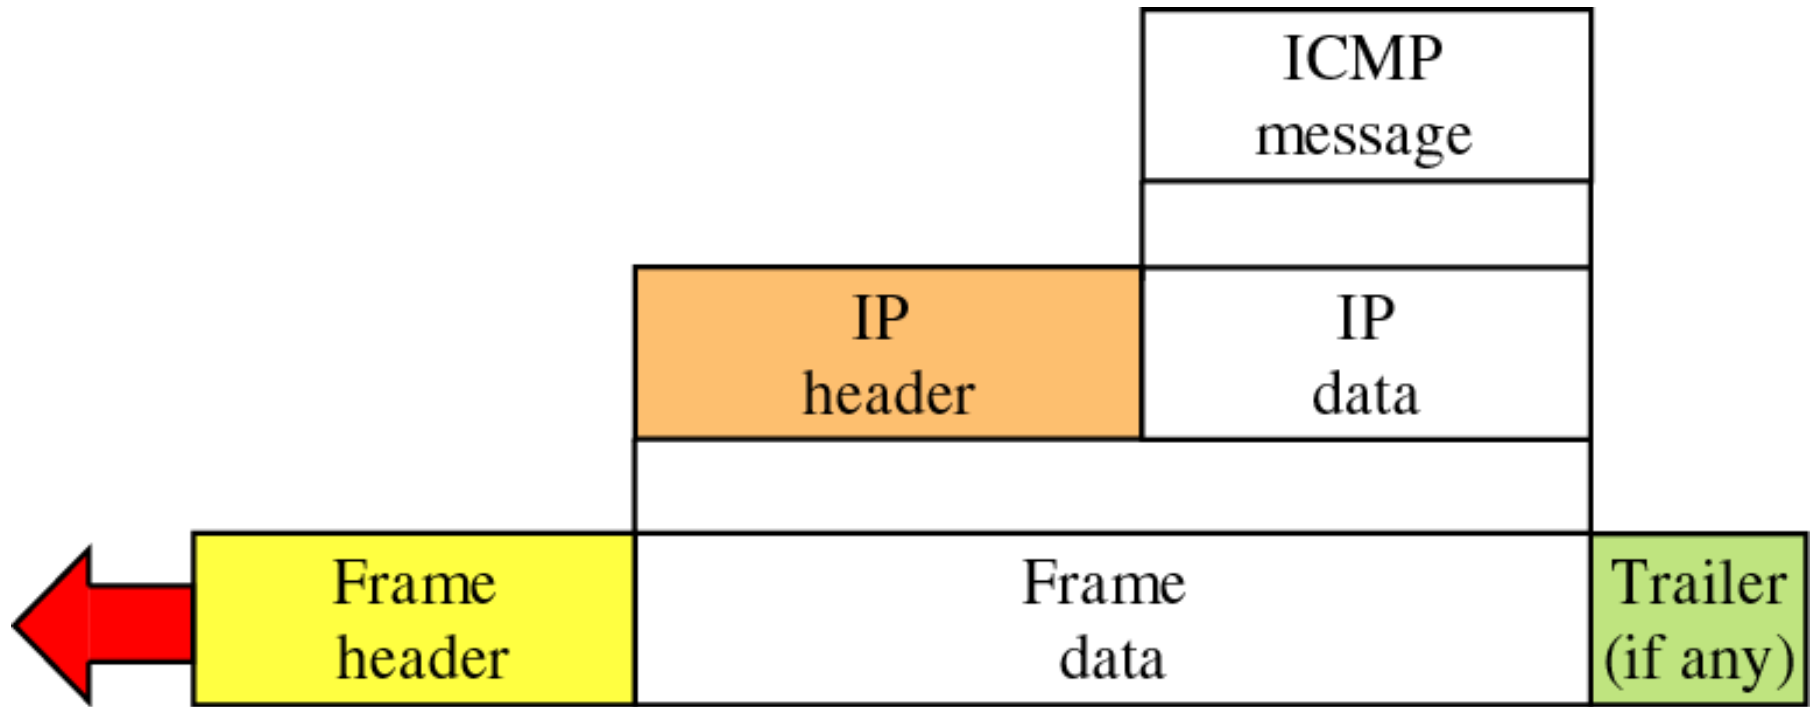 ICMP
message
IP
header
IP
data
Frame
header
Frame
data
Trailer
(if any)